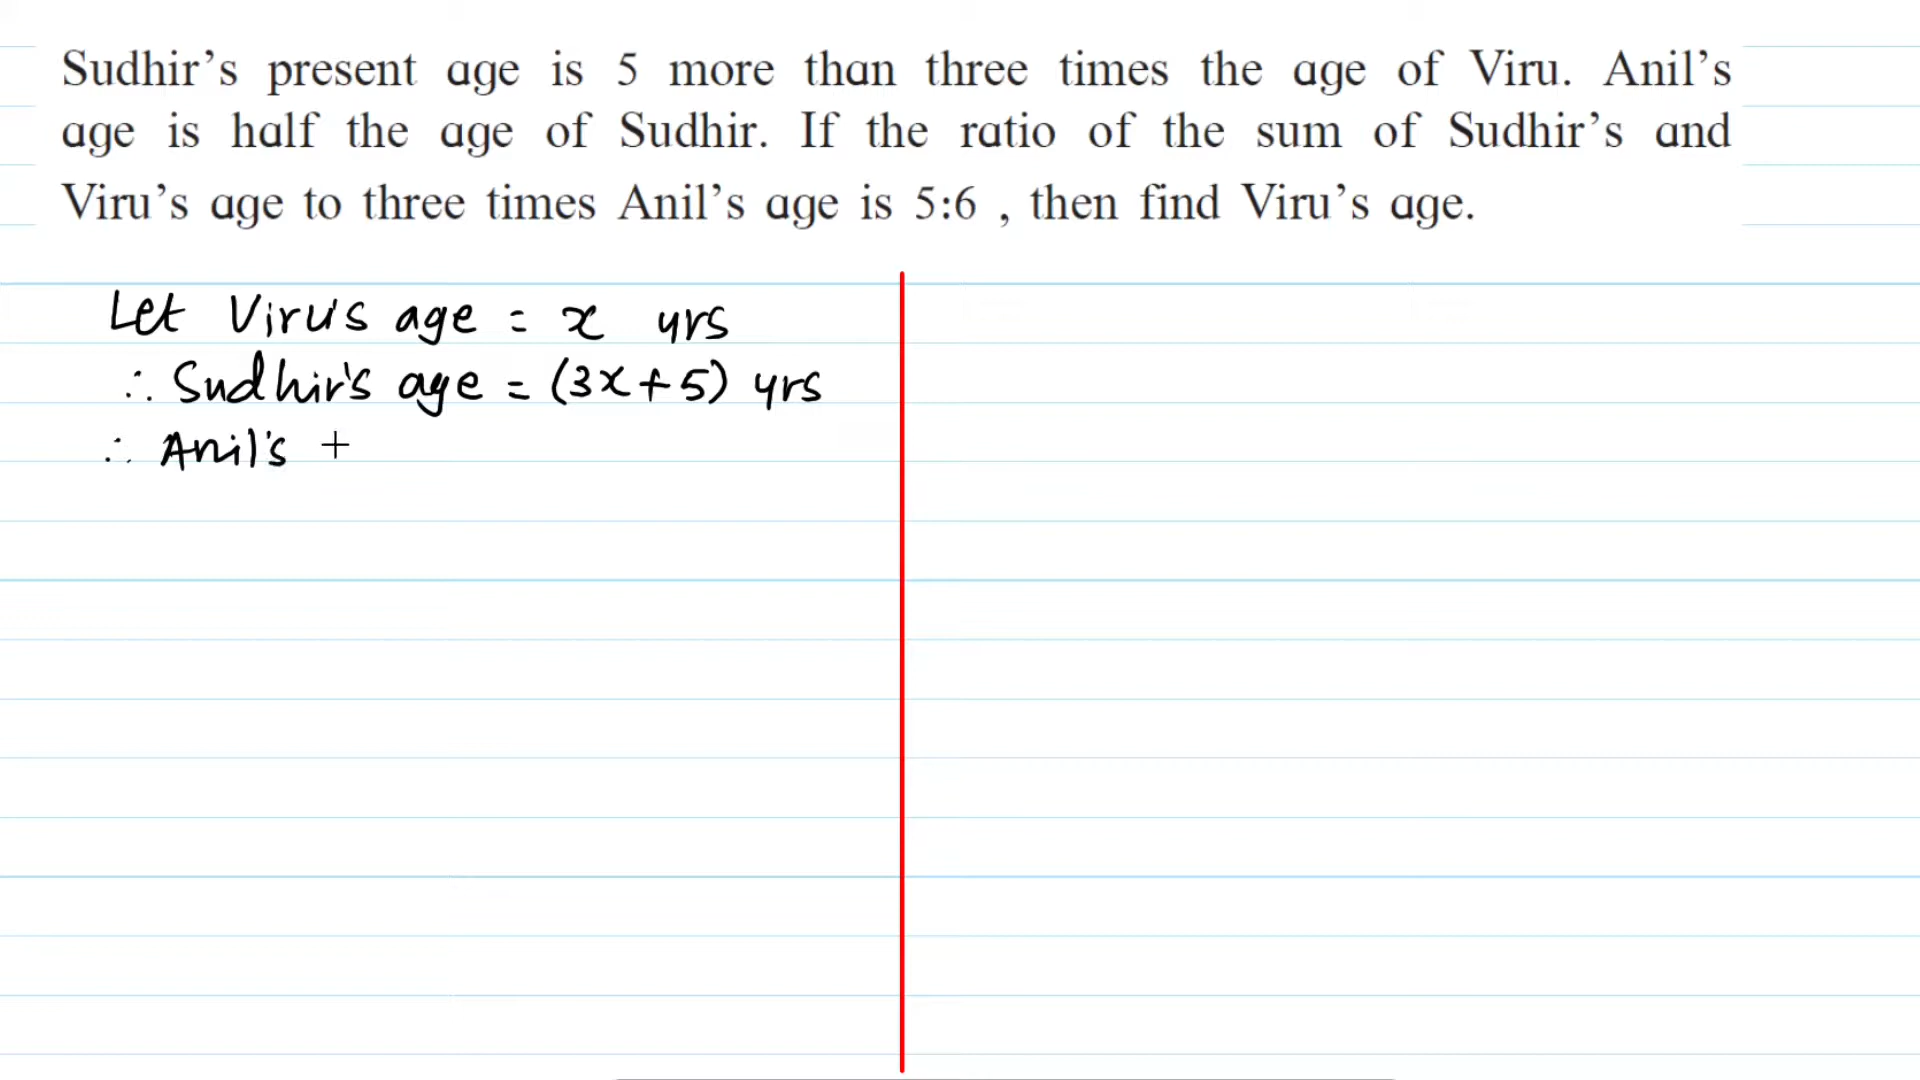 Sudhir’s present age is 5 more than three times the age of Viru. Anil’s
age is half the age of Sudhir. If the ratio of the sum of Sudhir’s and
Viru’s age to three times Anil’s age is 5:6 , then find Viru’s age.
Let Viru's age = x yrs
∴ Sudhir's age = (3x+5) yrs
∴ Anil's